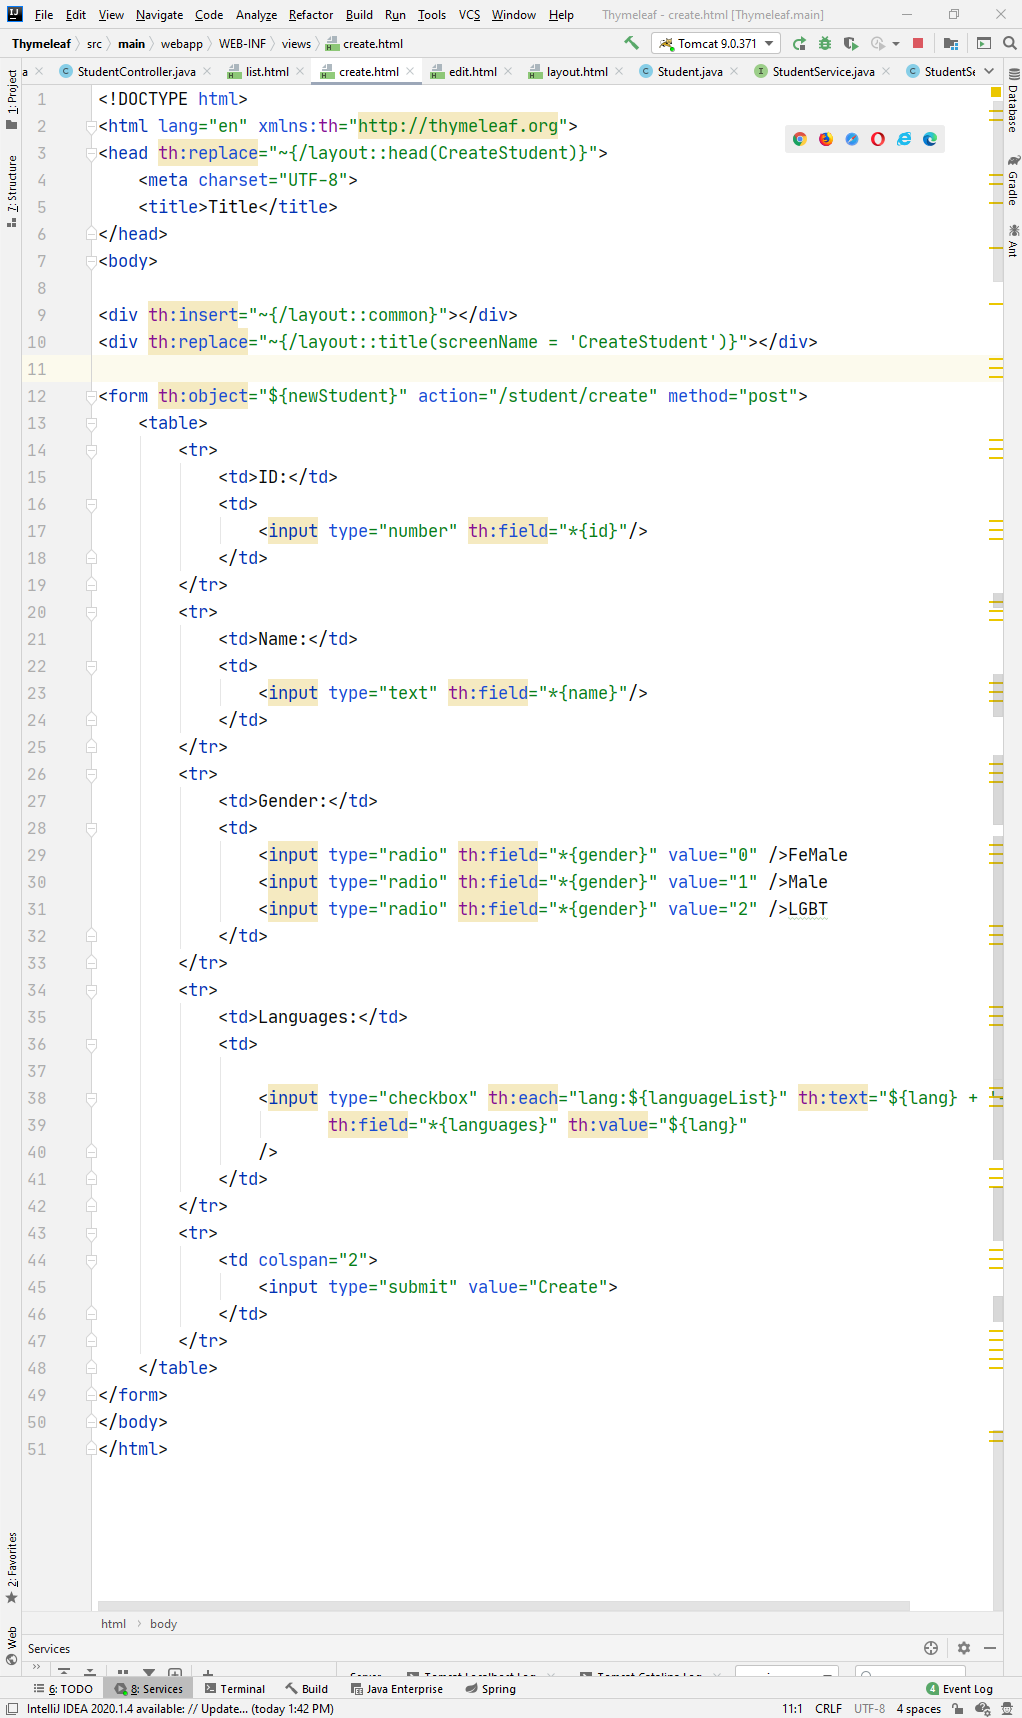 File Edit View Navigate Code Analyze Refactor Build Run Tools VCS Window Help Thymeleaf - create.html [Thymeleaf.main]
Thymeleaf src main webapp WEB-INF views create.html Tomcat 9.0.371
a StudentController.java list.html create.html edit.html layout.html Student.java StudentService.java StudentSe
1: Project
7: Structure
Database
Gradle
Ant
1 <!DOCTYPE html>
2 <html lang="en" xmlns:th="http://thymeleaf.org">
3 <head th:replace="~{/layout::head(CreateStudent)}">
4 <meta charset="UTF-8">
5 <title>Title</title>
6 </head>
7 <body>
8
9 <div th:insert="~{/layout::common}"></div>
10 <div th:replace="~{/layout::title(screenName = 'CreateStudent')}"></div>
11
12 <form th:object="${newStudent}" action="/student/create" method="post">
13 <table>
14 <tr>
15 <td>ID:</td>
16 <td>
17 <input type="number" th:field="*{id}"/>
18 </td>
19 </tr>
20 <tr>
21 <td>Name:</td>
22 <td>
23 <input type="text" th:field="*{name}"/>
24 </td>
25 </tr>
26 <tr>
27 <td>Gender:</td>
28 <td>
29 <input type="radio" th:field="*{gender}" value="0" />FeMale
30 <input type="radio" th:field="*{gender}" value="1" />Male
31 <input type="radio" th:field="*{gender}" value="2" />LGBT
32 </td>
33 </tr>
34 <tr>
35 <td>Languages:</td>
36 <td>
37
38 <input type="checkbox" th:each="lang:${languageList}" th:text="${lang} +
39 th:field="*{languages}" th:value="${lang}"
40 />
41 </td>
42 </tr>
43 <tr>
44 <td colspan="2">
45 <input type="submit" value="Create">
46 </td>
47 </tr>
48 </table>
49 </form>
50 </body>
51 </html>
2: Favorites
Web
html body
Services
Server Tomcat Localhost Log Tomcat Catalina Log
6: TODO 8: Services Terminal Build Java Enterprise Spring 4 Event Log
IntelliJ IDEA 2020.1.4 available: // Update... (today 1:42 PM) 11:1 CRLF UTF-8 4 spaces